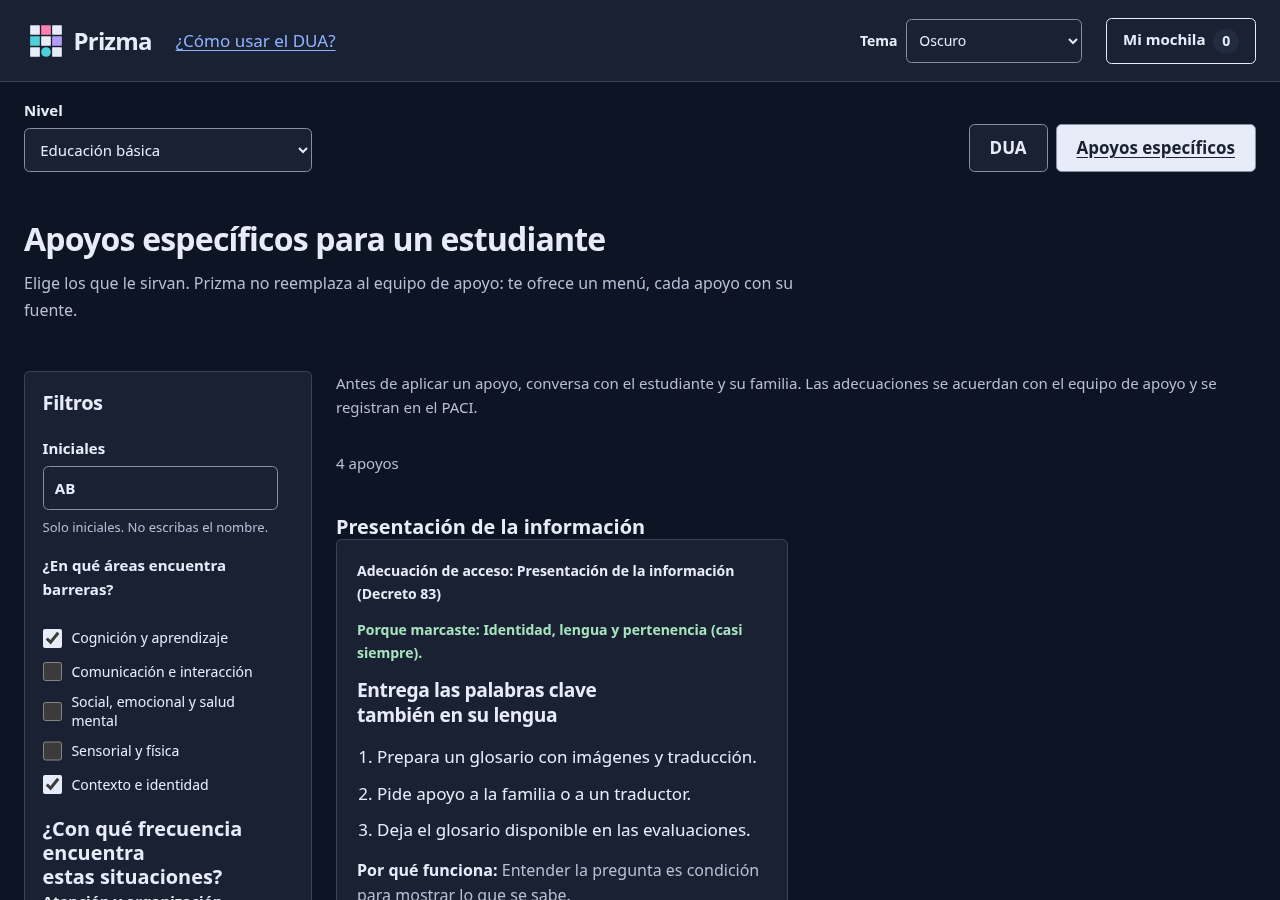 Prizma
¿Cómo usar el DUA?
Tema
Oscuro
Mi mochila 0
Nivel
Educación básica
DUA
Apoyos específicos
Apoyos específicos para un estudiante
Elige los que le sirvan. Prizma no reemplaza al equipo de apoyo: te ofrece un menú, cada apoyo con su
fuente.
Filtros
Iniciales
AB
Solo iniciales. No escribas el nombre.
¿En qué áreas encuentra
barreras?
Cognición y aprendizaje
Comunicación e interacción
Social, emocional y salud
mental
Sensorial y física
Contexto e identidad
¿Con qué frecuencia
encuentra
estas situaciones?
Atención y organización
Antes de aplicar un apoyo, conversa con el estudiante y su familia. Las adecuaciones se acuerdan con el equipo de apoyo y se
registran en el PACI.
4 apoyos
Presentación de la información
Adecuación de acceso: Presentación de la información
(Decreto 83)
Porque marcaste: Identidad, lengua y pertenencia (casi
siempre).
Entrega las palabras clave
también en su lengua
1. Prepara un glosario con imágenes y traducción.
2. Pide apoyo a la familia o a un traductor.
3. Deja el glosario disponible en las evaluaciones.
Por qué funciona: Entender la pregunta es condición
para mostrar lo que se sabe.